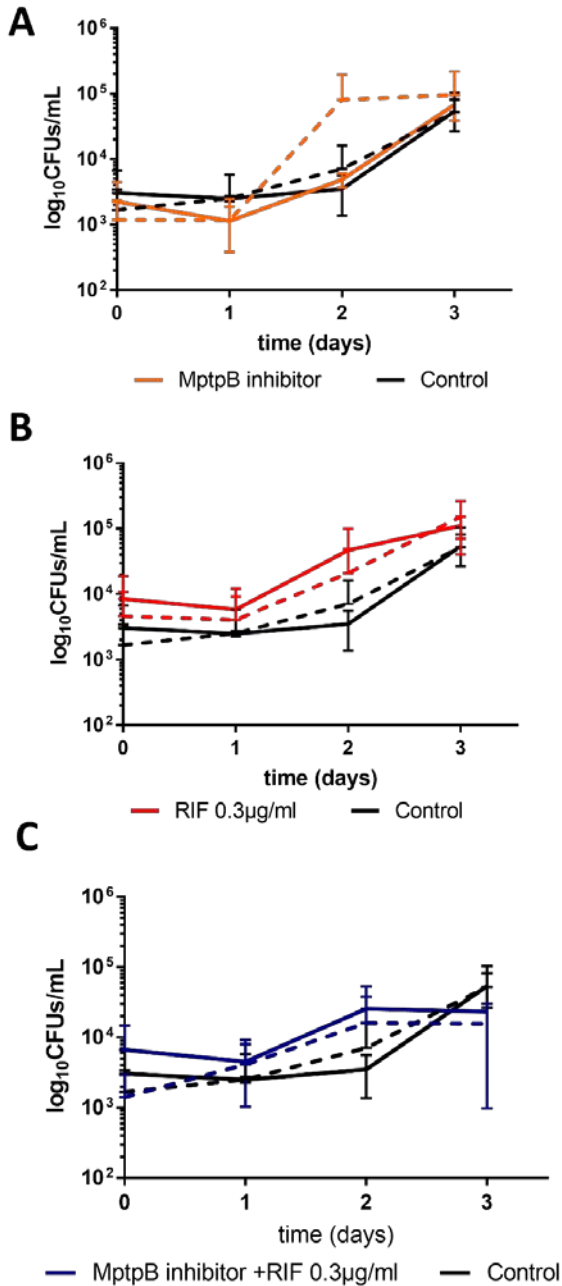 A
log₁₀CFUs/mL
10⁶
10⁵
10⁴
10³
10²
0 1 2 3
time (days)
MptpB inhibitor Control
B
log₁₀CFUs/mL
10⁶
10⁵
10⁴
10³
10²
0 1 2 3
time (days)
RIF 0.3µg/ml Control
C
log₁₀CFUs/mL
10⁶
10⁵
10⁴
10³
10²
0 1 2 3
time (days)
MptpB inhibitor +RIF 0.3µg/ml Control